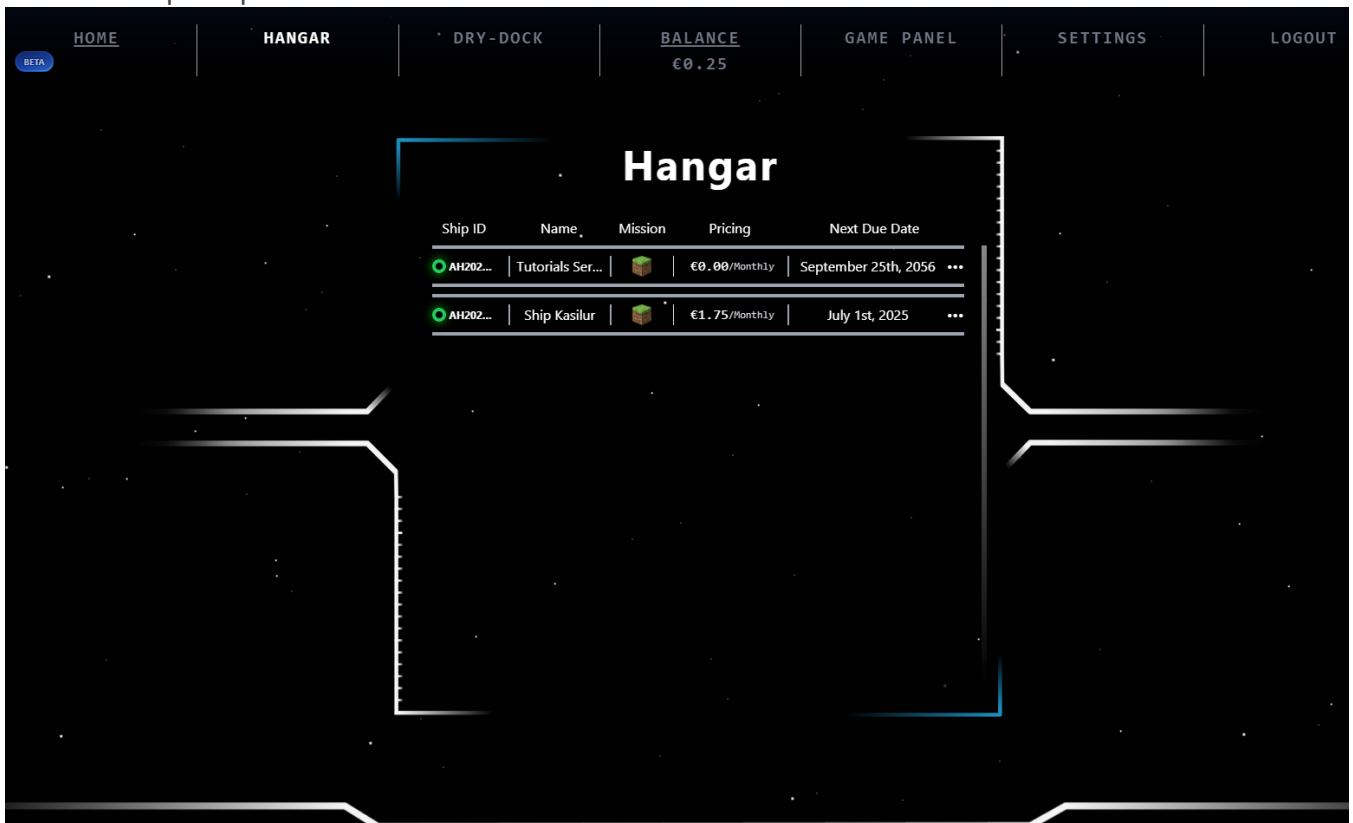 HOME HANGAR DRY-DOCK BALANCE GAME PANEL SETTINGS LOGOUT
BETA €0.25
Hangar
Ship ID Name Mission Pricing Next Due Date
AH202... Tutorials Ser... €0.00/Monthly September 25th, 2056 •••
AH202... Ship Kasilur €1.75/Monthly July 1st, 2025 •••